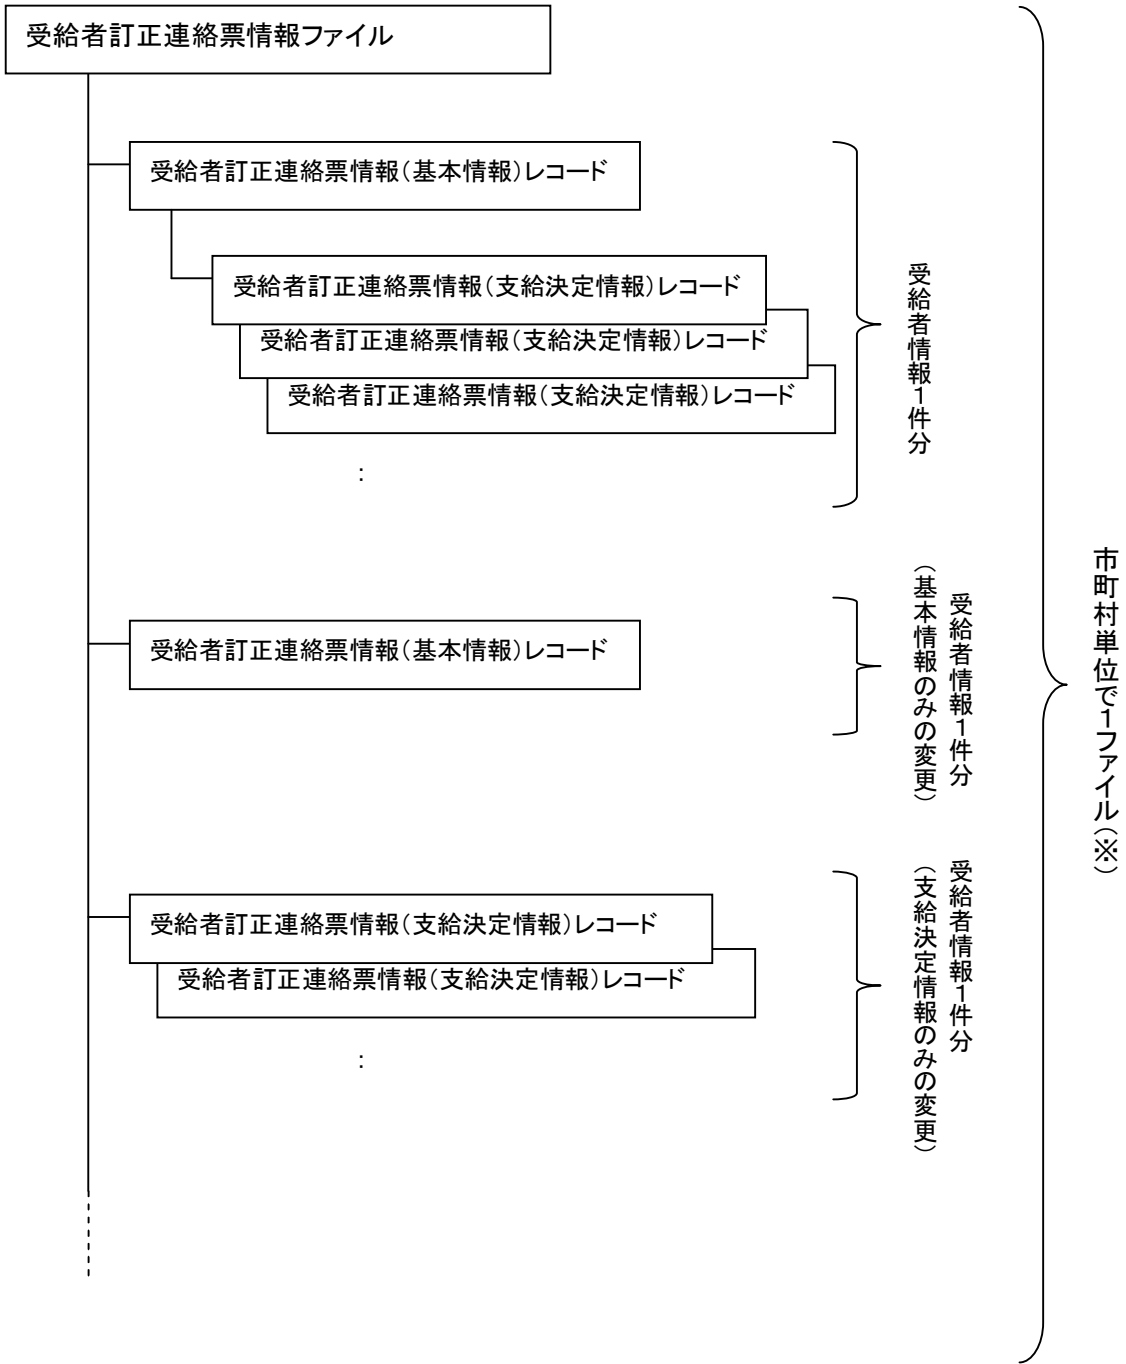 受給者訂正連絡票情報ファイル
受給者訂正連絡票情報（基本情報）レコード
受給者訂正連絡票情報（支給決定情報）レコード
受給者訂正連絡票情報（支給決定情報）レコード
受給者訂正連絡票情報（支給決定情報）レコード
：
受給者情報１件分
受給者訂正連絡票情報（基本情報）レコード
受給者情報１件分
（基本情報のみの変更）
受給者訂正連絡票情報（支給決定情報）レコード
受給者訂正連絡票情報（支給決定情報）レコード
：
受給者情報１件分
（支給決定情報のみの変更）
市町村単位で１ファイル（※）